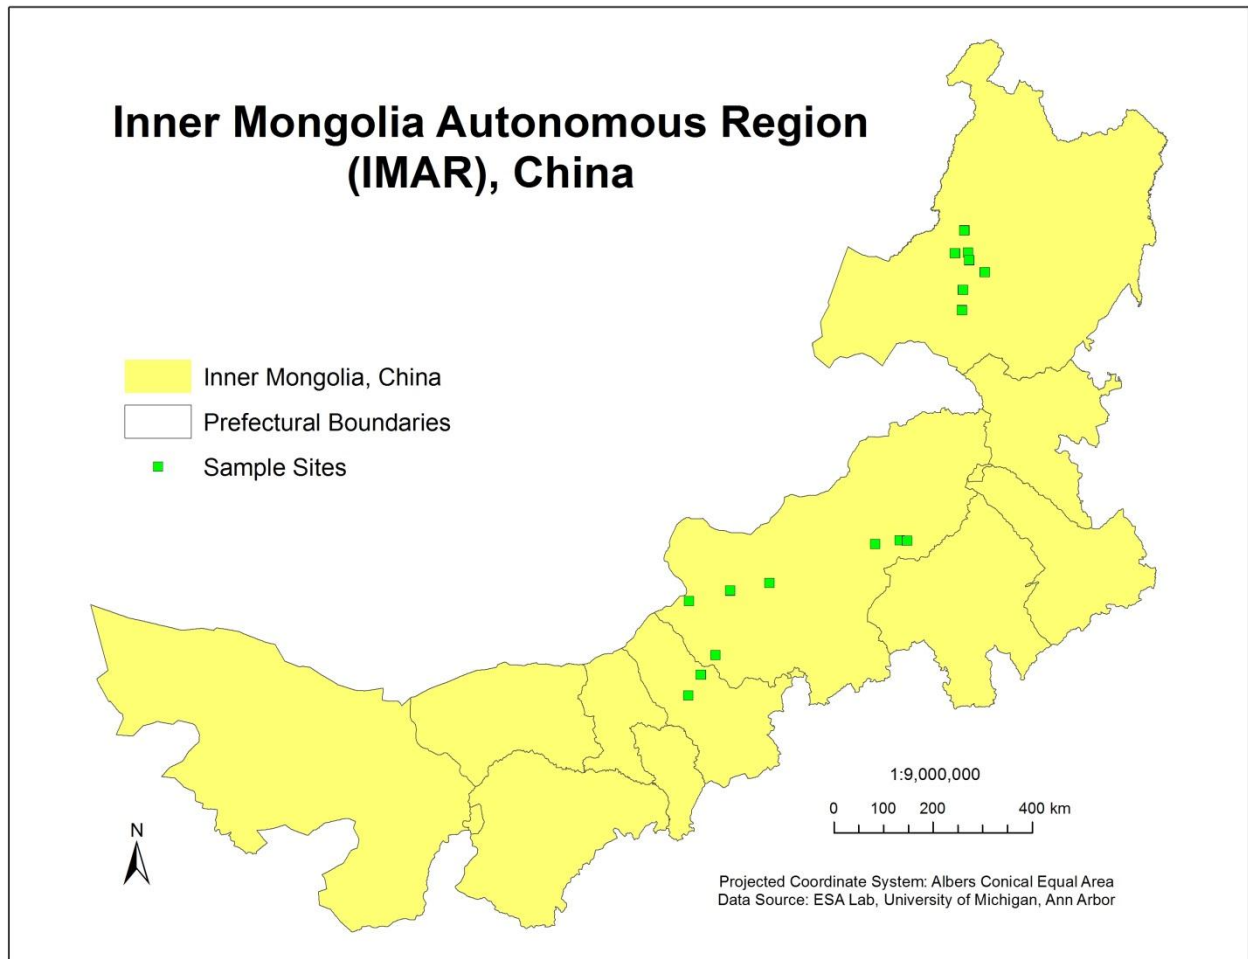 Inner Mongolia Autonomous Region
(IMAR), China
Inner Mongolia, China
Prefectural Boundaries
Sample Sites
N
1:9,000,000
0 100 200 400 km
Projected Coordinate System: Albers Conical Equal Area
Data Source: ESA Lab, University of Michigan, Ann Arbor